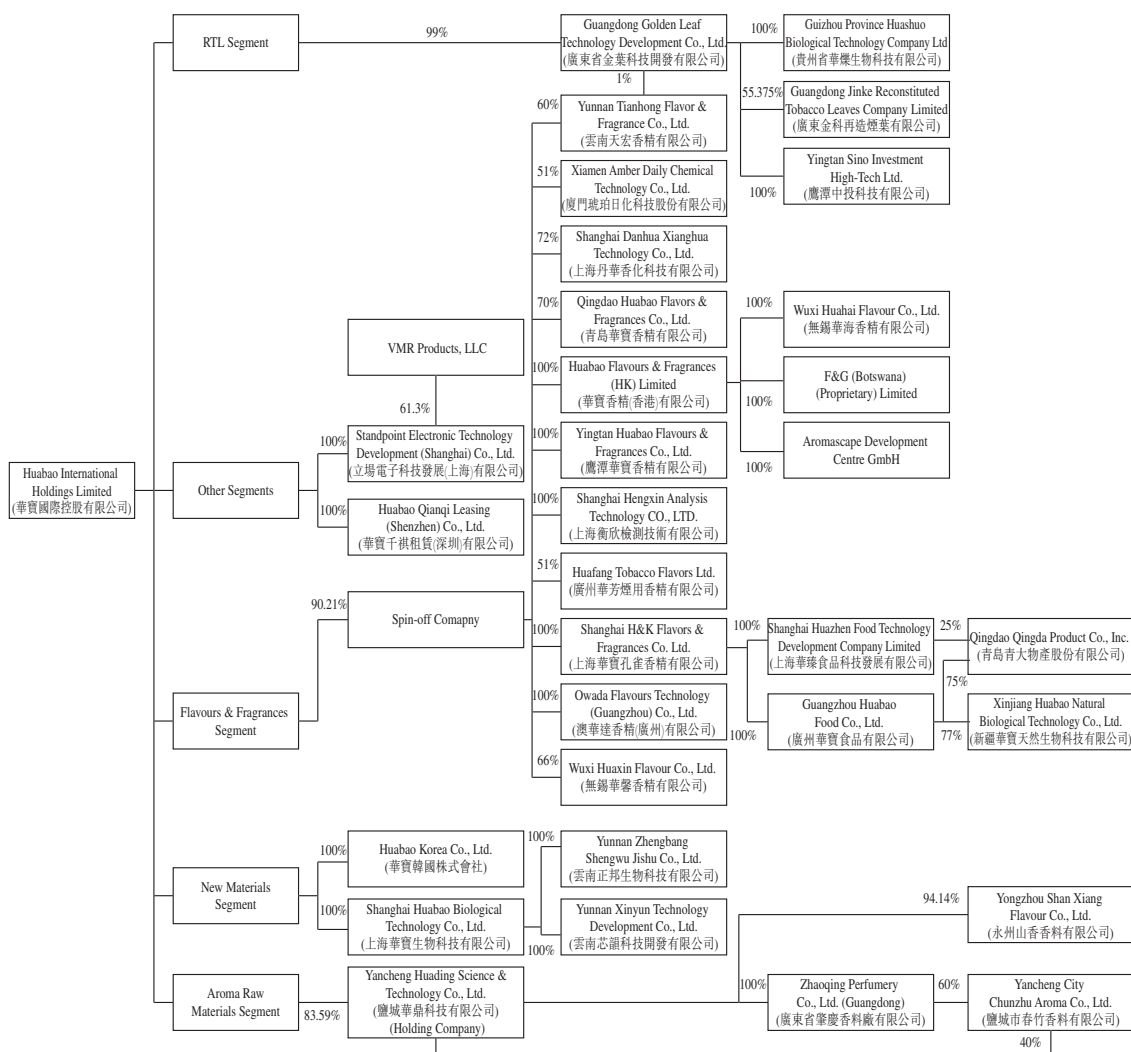 RTL Segment
99%
Guangdong Golden Leaf
Technology Development Co., Ltd.
(廣東省金葉科技開發有限公司)
100%
Guizhou Province Huashuo
Biological Technology Company Ltd
(貴州省華爍生物科技有限公司)
55.375%
Guangdong Jinke Reconstituted
Tobacco Leaves Company Limited
(廣東金科再造煙葉有限公司)
100%
Yingtan Sino Investment
High-Tech Ltd.
(鷹潭中投科技有限公司)
1%
60%
Yunnan Tianhong Flavor &
Fragrance Co., Ltd.
(雲南天宏香精有限公司)
51%
Xiamen Amber Daily Chemical
Technology Co., Ltd.
(廈門琥珀日化科技股份有限公司)
72%
Shanghai Danhua Xianghua
Technology Co., Ltd.
(上海丹華香化科技有限公司)
70%
Qingdao Huabao Flavors &
Fragrances Co., Ltd.
(青島華寶香精有限公司)
VMR Products, LLC
61.3%
100%
Huabao Flavours & Fragrances
(HK) Limited
(華寶香精(香港)有限公司)
100%
Wuxi Huahai Flavour Co., Ltd.
(無錫華海香精有限公司)
100%
F&G (Botswana)
(Proprietary) Limited
100%
Aromascape Development
Centre GmbH
Huabao International
Holdings Limited
(華寶國際控股有限公司)
Other Segments
100%
Standpoint Electronic Technology
Development (Shanghai) Co., Ltd.
(立場電子科技發展(上海)有限公司)
100%
Huabao Qianqi Leasing
(Shenzhen) Co., Ltd.
(華寶千祺租賃(深圳)有限公司)
100%
Yingtan Huabao Flavours &
Fragrances Co., Ltd.
(鷹潭華寶香精有限公司)
100%
Shanghai Hengxin Analysis
Technology CO., LTD.
(上海衡欣檢測技術有限公司)
51%
Huafang Tobacco Flavors Ltd.
(廣州華芳煙用香精有限公司)
90.21%
Spin-off Comapny
100%
Shanghai H&K Flavors &
Fragrances Co. Ltd.
(上海華寶孔雀香精有限公司)
100%
Shanghai Huazhen Food Technology
Development Company Limited
(上海華臻食品科技發展有限公司)
25%
Qingdao Qingda Product Co., Inc.
(青島青大物產股份有限公司)
75%
Flavours & Fragrances
Segment
100%
Owada Flavours Technology
(Guangzhou) Co., Ltd.
(澳華達香精(廣州)有限公司)
100%
Guangzhou Huabao
Food Co., Ltd.
(廣州華寶食品有限公司)
77%
Xinjiang Huabao Natural
Biological Technology Co., Ltd.
(新疆華寶天然生物科技有限公司)
66%
Wuxi Huaxin Flavour Co., Ltd.
(無錫華馨香精有限公司)
New Materials
Segment
100%
Huabao Korea Co., Ltd.
(華寶韓國株式會社)
100%
Shanghai Huabao Biological
Technology Co., Ltd.
(上海華寶生物科技有限公司)
100%
Yunnan Zhengbang
Shengwu Jishu Co., Ltd.
(雲南正邦生物科技有限公司)
100%
Yunnan Xinyun Technology
Development Co., Ltd.
(雲南芯韻科技開發有限公司)
94.14%
Yongzhou Shan Xiang
Flavour Co., Ltd.
(永州山香香料有限公司)
Aroma Raw
Materials Segment
83.59%
Yancheng Huading Science &
Technology Co., Ltd.
(鹽城華鼎科技有限公司)
(Holding Company)
100%
Zhaoqing Perfumery
Co., Ltd. (Guangdong)
(廣東省肇慶香料廠有限公司)
60%
Yancheng City
Chunzhu Aroma Co., Ltd.
(鹽城市春竹香料有限公司)
40%